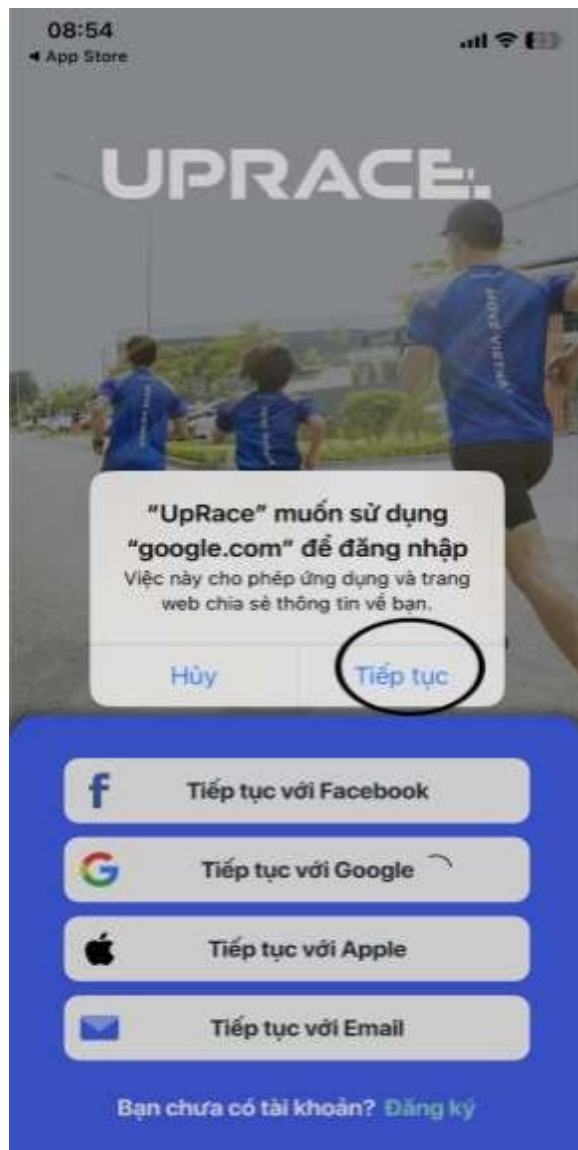 08:54
◀ App Store
UPRACE.
"UpRace" muốn sử dụng
"google.com" để đăng nhập
Việc này cho phép ứng dụng và trang
web chia sẻ thông tin về bạn.
Hủy
Tiếp tục
Tiếp tục với Facebook
Tiếp tục với Google
Tiếp tục với Apple
Tiếp tục với Email
Bạn chưa có tài khoản? Đăng ký